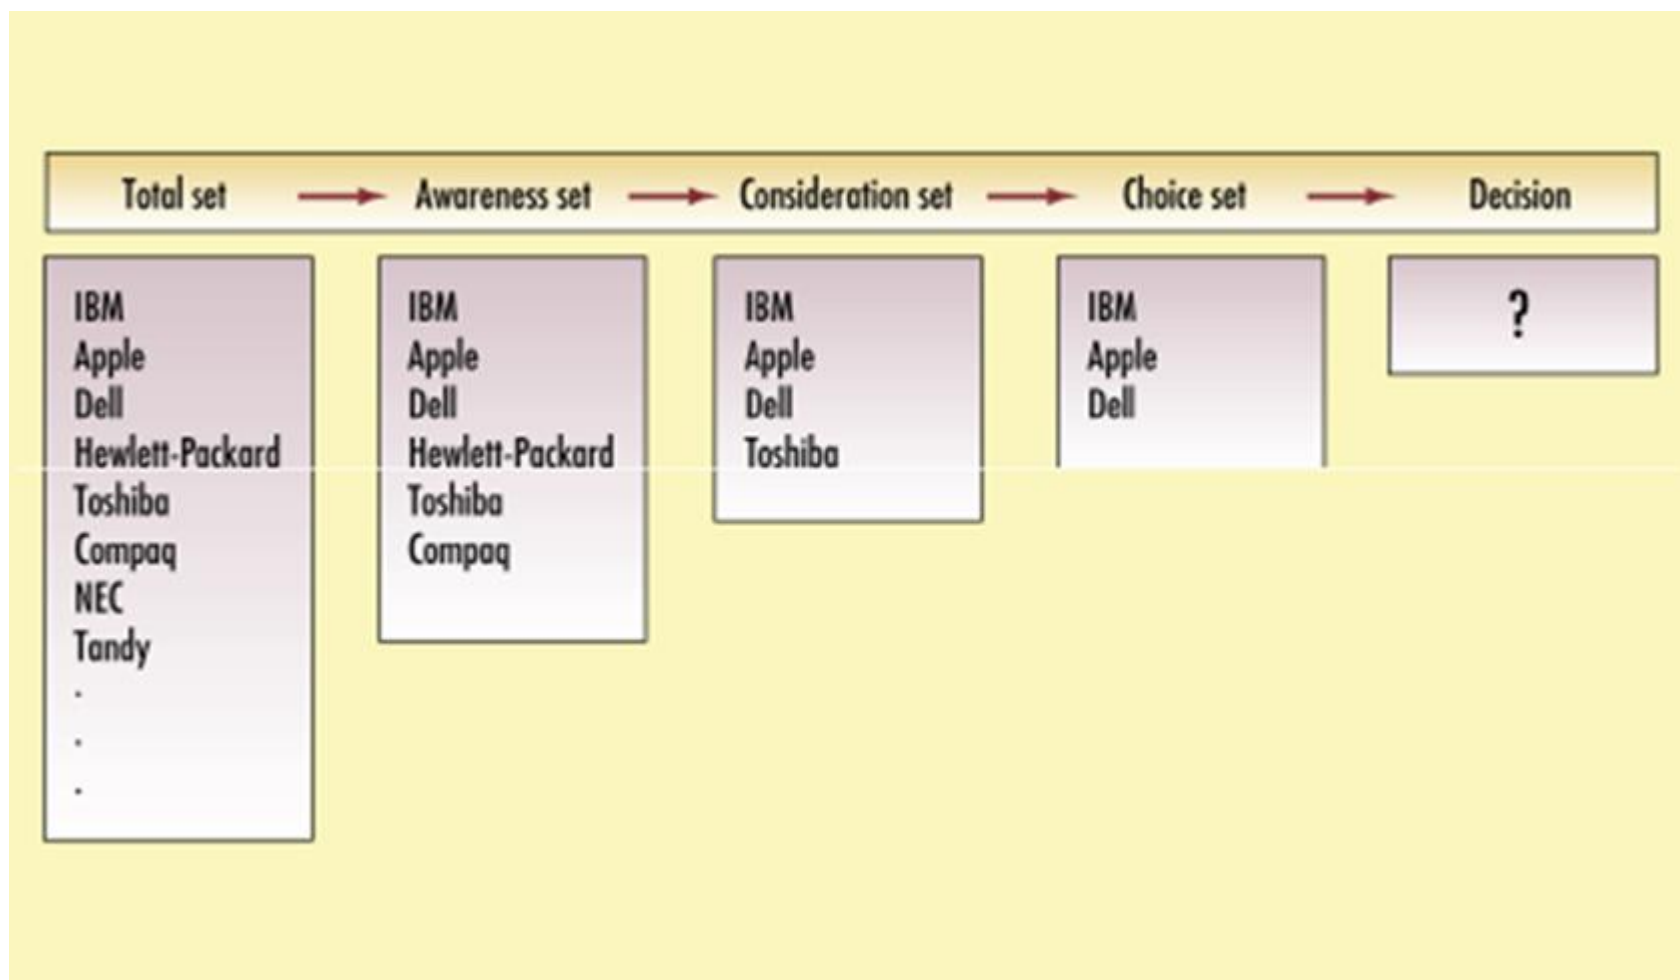 Total set → Awareness set → Consideration set → Choice set → Decision
IBM
Apple
Dell
Hewlett-Packard
Toshiba
Compaq
NEC
Tandy
.
.
.
IBM
Apple
Dell
Hewlett-Packard
Toshiba
Compaq
IBM
Apple
Dell
Toshiba
IBM
Apple
Dell
?